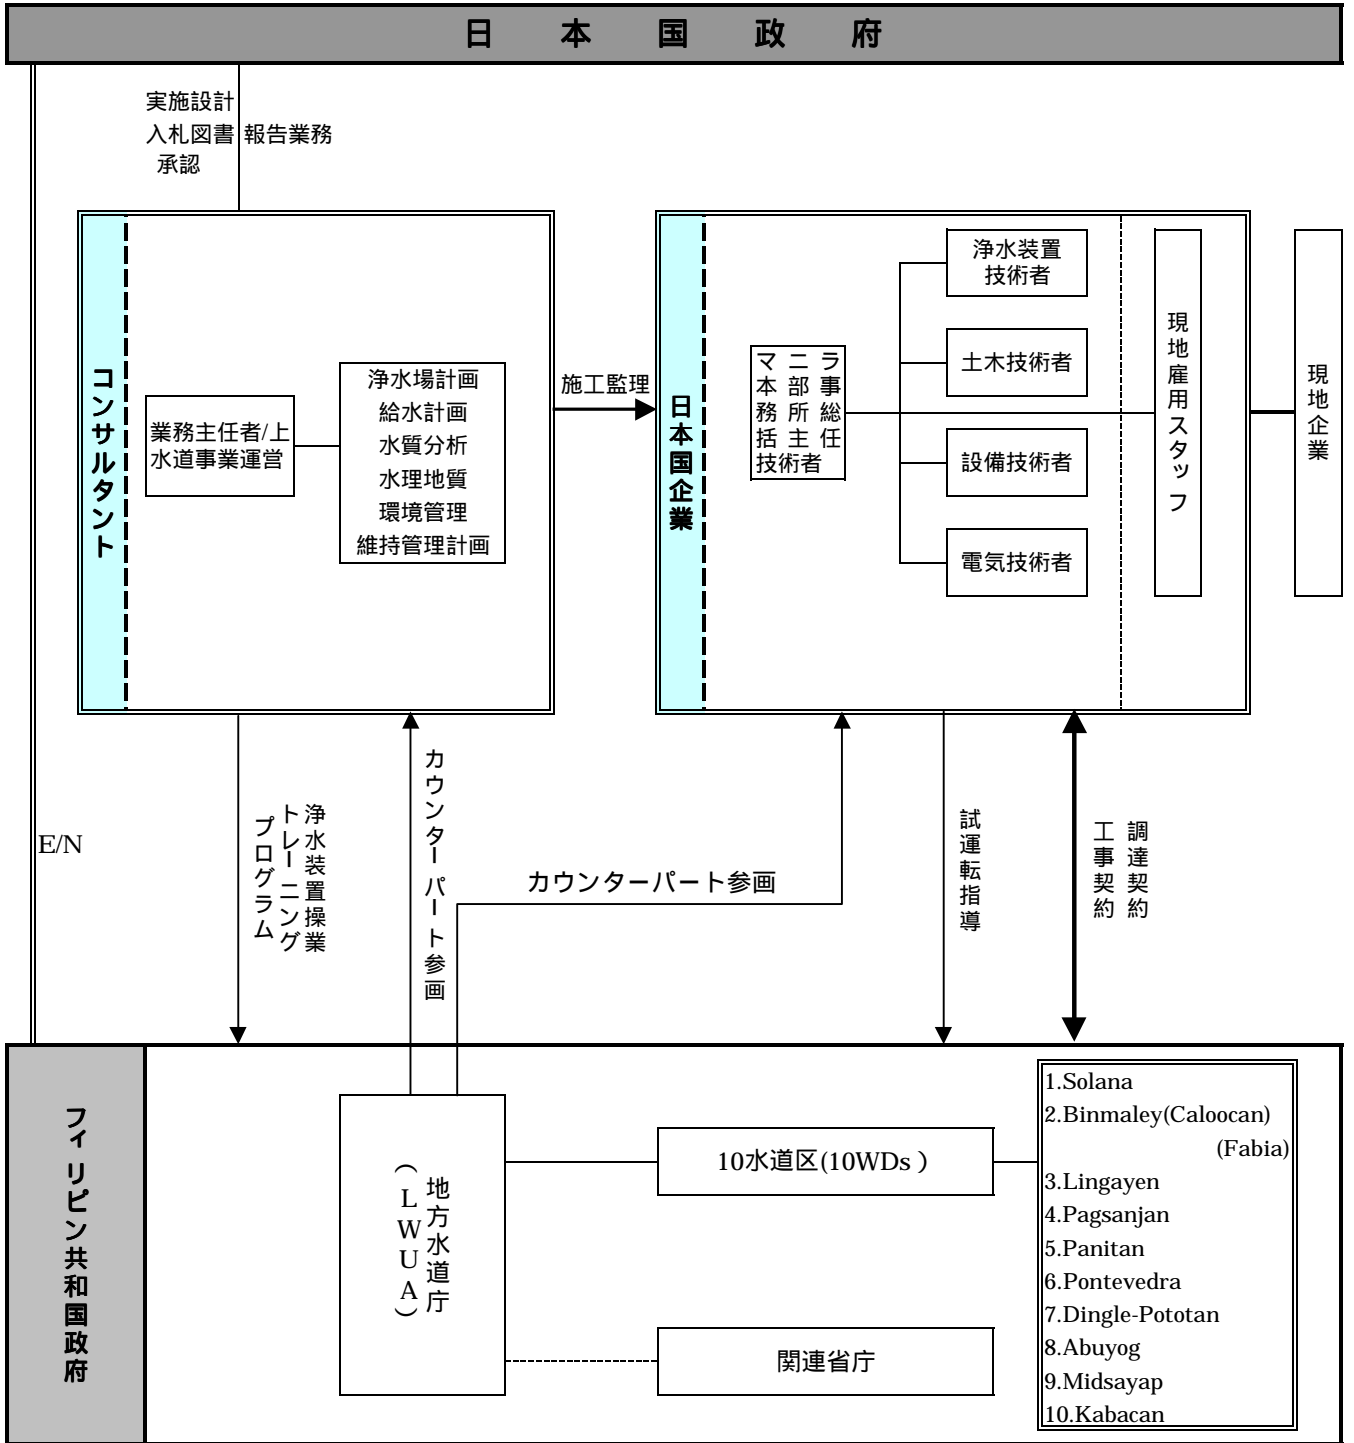 日本国政府
実施設計
入札図書 報告業務
承認
コンサルタント
業務主任者/上
水道事業運営
浄水場計画
給水計画
水質分析
水理地質
環境管理
維持管理計画
施工監理
日本国企業
マニラ
本部事
務所総
括主任
技術者
浄水装置
技術者
土木技術者
設備技術者
電気技術者
現地雇用スタッフ
現地企業
E/N
浄水装置操業
トレーニング
プログラム
カウンターパート参画
カウンターパート参画
試運転指導
調達契約
工事契約
フィリピン共和国政府
地方水道庁
(LWUA)
10水道区(10WDs )
関連省庁
1.Solana
2.Binmaley(Caloocan)
(Fabia)
3.Lingayen
4.Pagsanjan
5.Panitan
6.Pontevedra
7.Dingle-Pototan
8.Abuyog
9.Midsayap
10.Kabacan